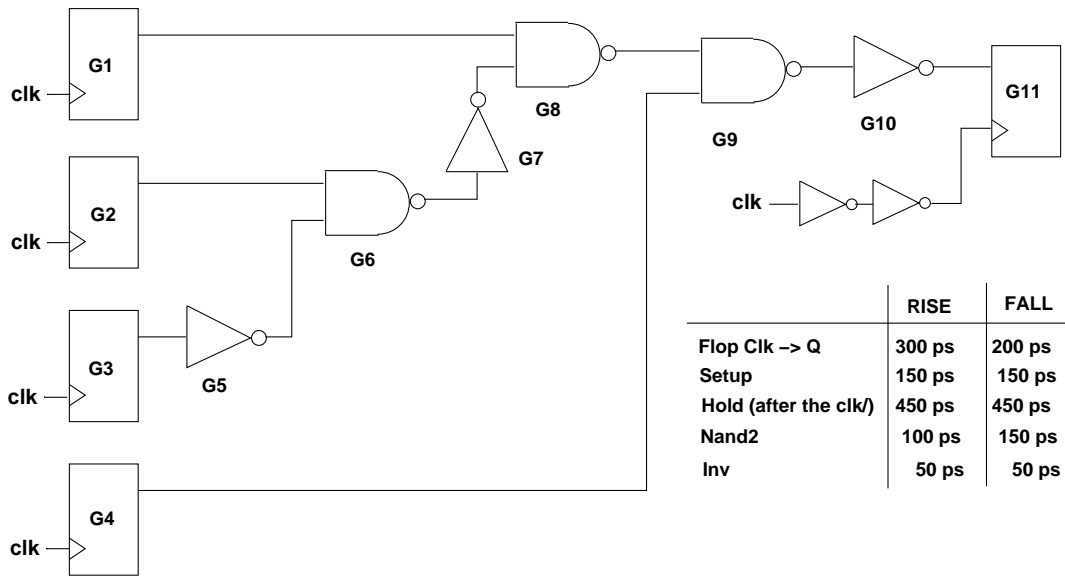 G1
clk
G2
clk
G3
clk
G4
clk
G5
G6
G7
G8
G9
G10
G11
clk
RISE FALL
Flop Clk −> Q 300 ps 200 ps
Setup 150 ps 150 ps
Hold (after the clk/) 450 ps 450 ps
Nand2 100 ps 150 ps
Inv 50 ps 50 ps